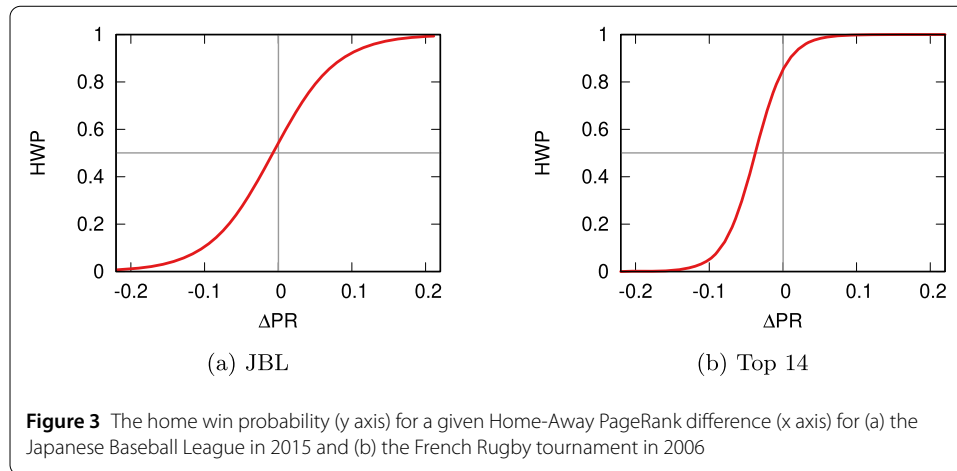 1
0.8
0.6
0.4
0.2
0
HWP
-0.2 -0.1 0 0.1 0.2
ΔPR
(a) JBL
1
0.8
0.6
0.4
0.2
0
HWP
-0.2 -0.1 0 0.1 0.2
ΔPR
(b) Top 14
Figure 3 The home win probability (y axis) for a given Home-Away PageRank difference (x axis) for (a) the
Japanese Baseball League in 2015 and (b) the French Rugby tournament in 2006